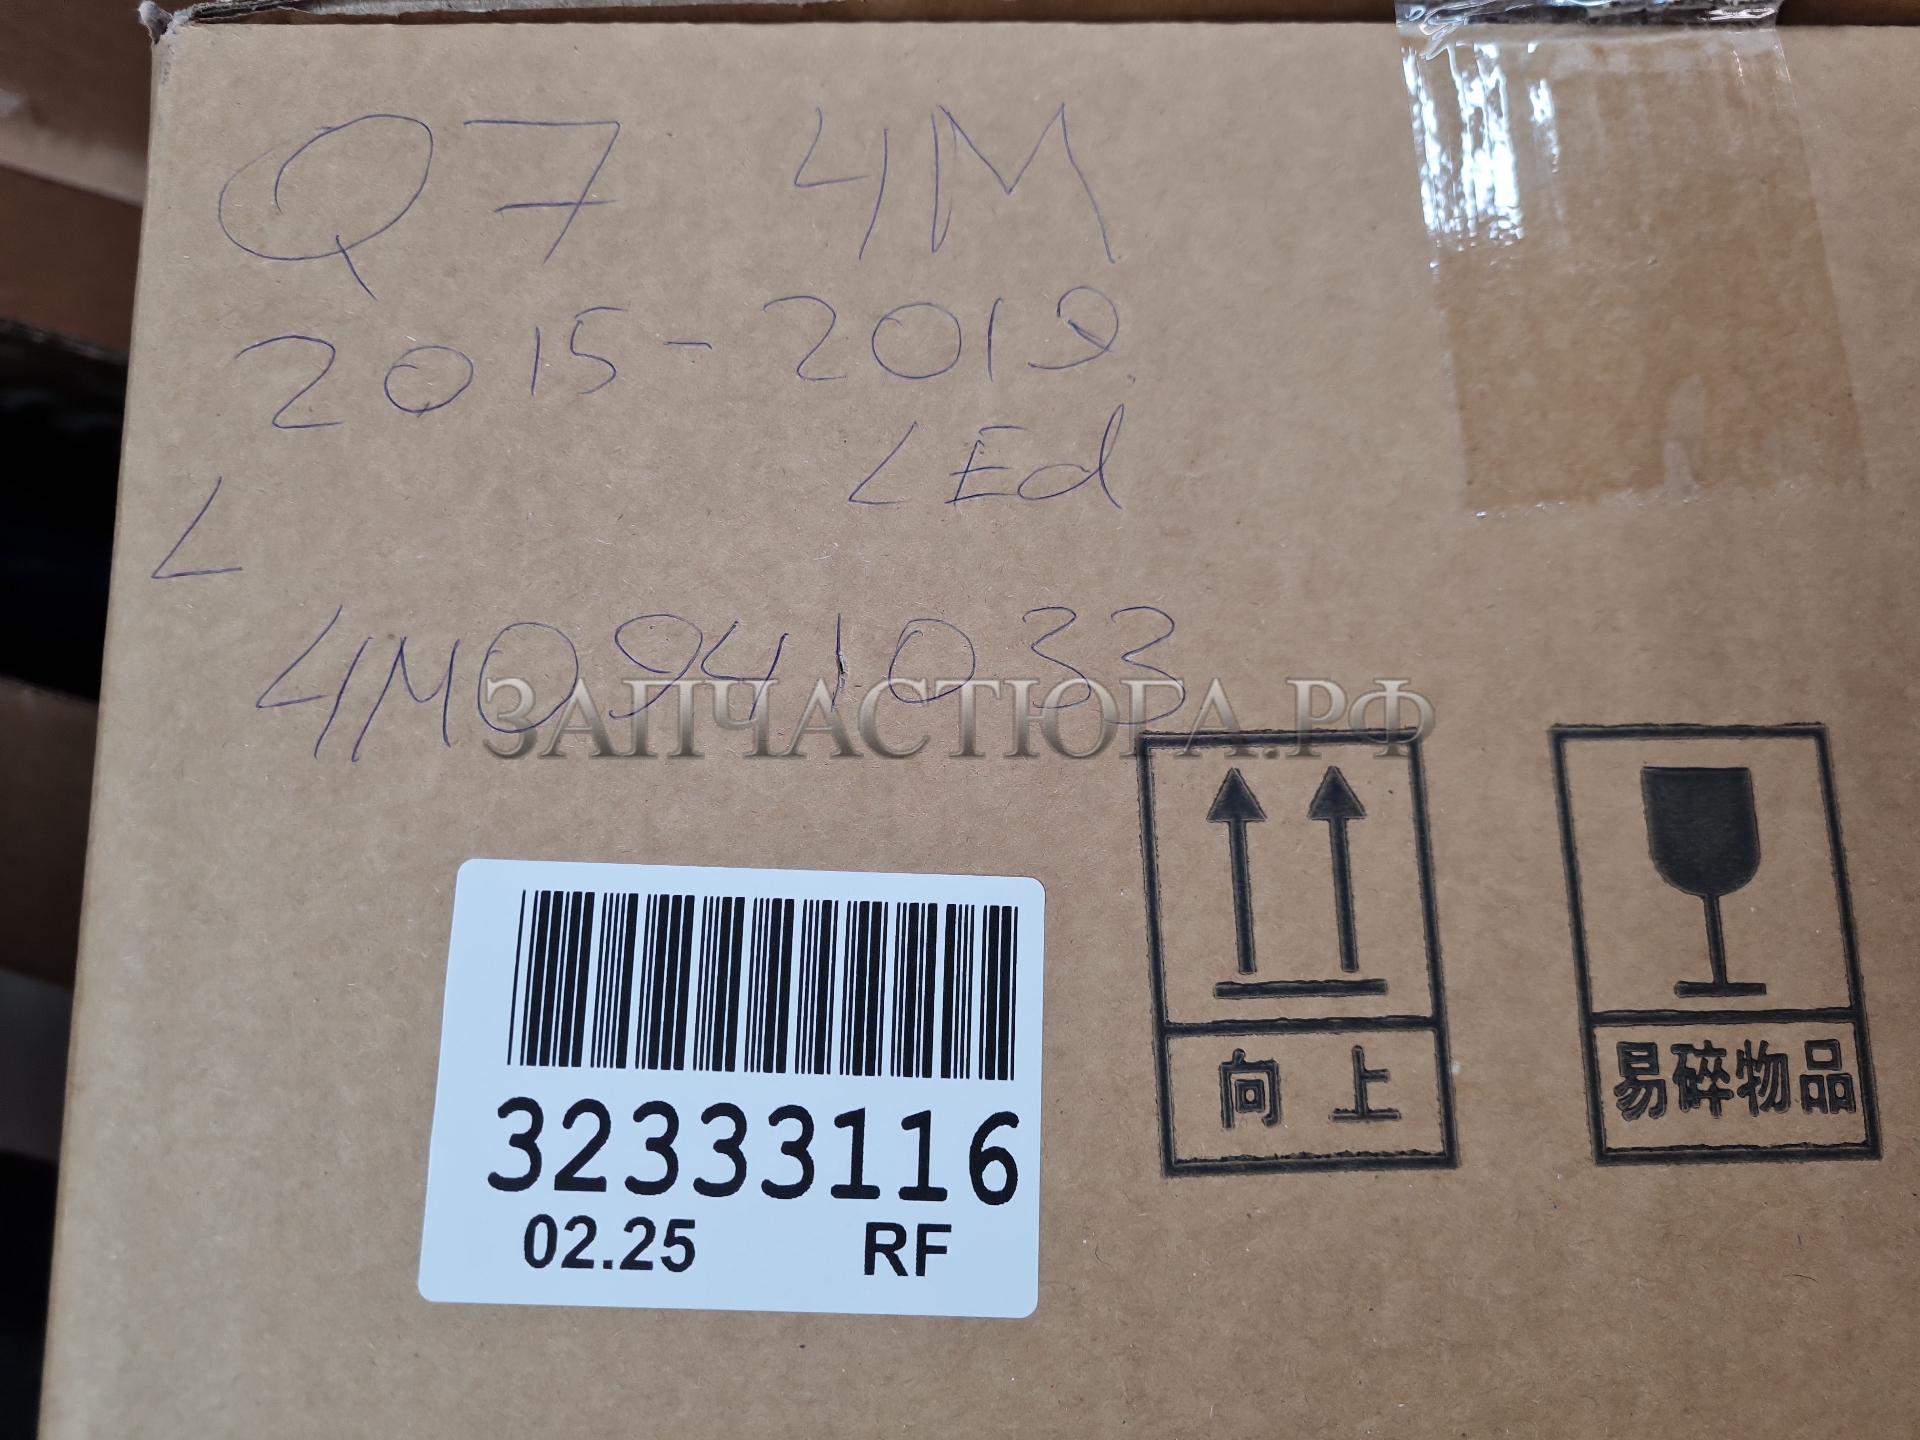 Q7 4M
2015-2019
LEd
L
4M0941033
ЗАПЧАСТЮГА.РФ
32333116
02.25 RF
向上
易碎物品